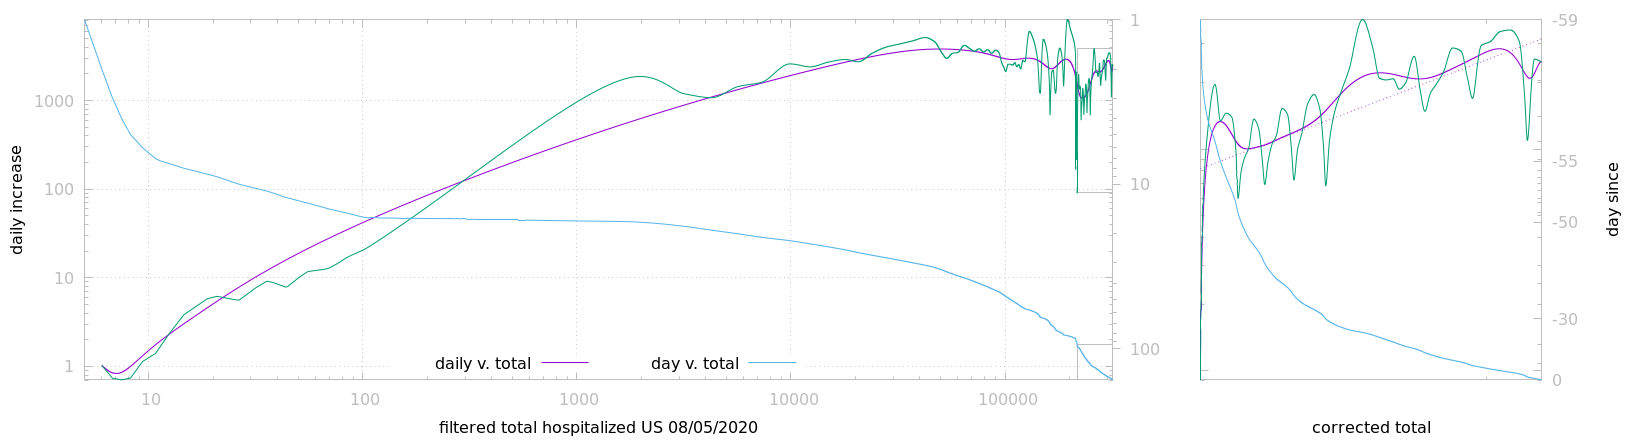 daily increase
1000
100
10
1
10
100
1000
10000
100000
1
10
100
daily v. total
day v. total
filtered total hospitalized US 08/05/2020
-59
-55
-50
-30
0
day since
corrected total